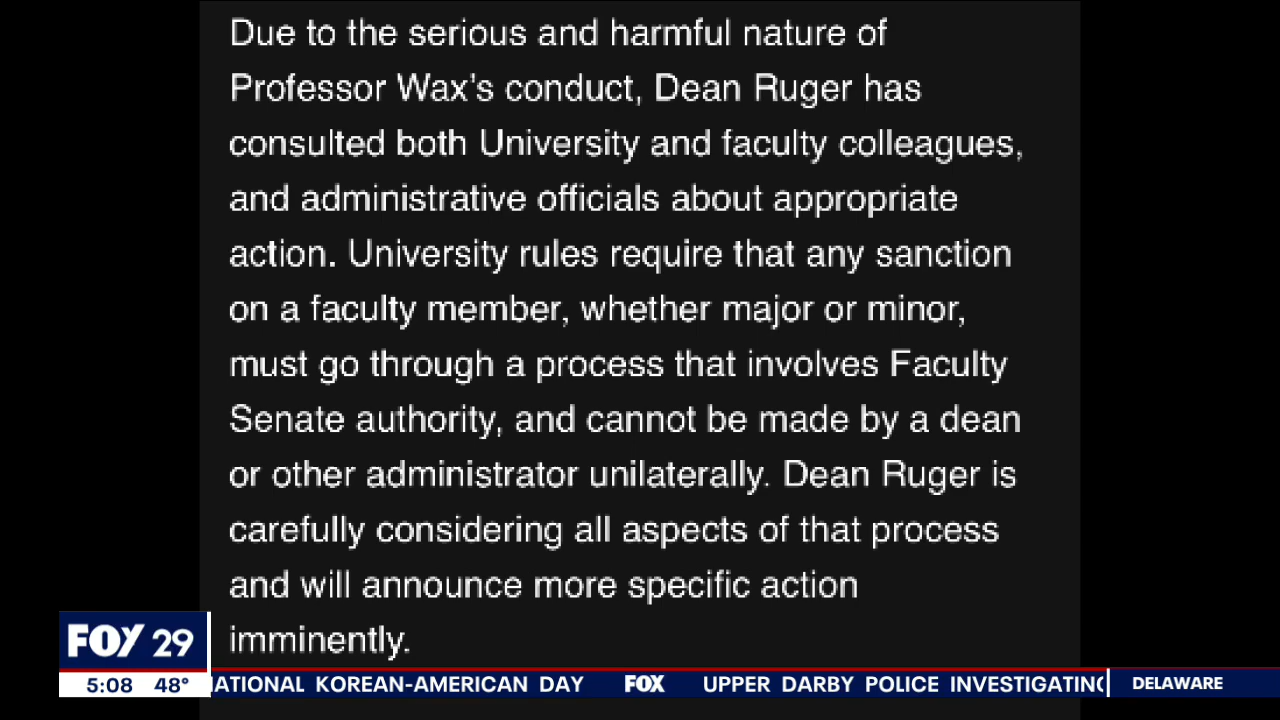 Due to the serious and harmful nature of
Professor Wax's conduct, Dean Ruger has
consulted both University and faculty colleagues,
and administrative officials about appropriate
action. University rules require that any sanction
on a faculty member, whether major or minor,
must go through a process that involves Faculty
Senate authority, and cannot be made by a dean
or other administrator unilaterally. Dean Ruger is
carefully considering all aspects of that process
and will announce more specific action
imminently.
FOX 29
5:08 48° ATIONAL KOREAN-AMERICAN DAY FOX UPPER DARBY POLICE INVESTIGATING DELAWARE